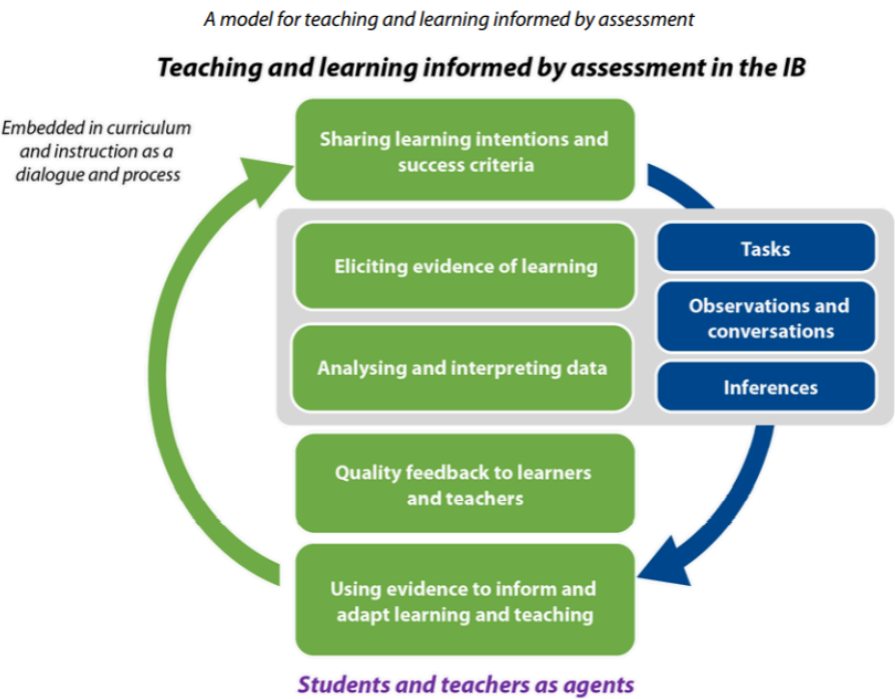 A model for teaching and learning informed by assessment
Teaching and learning informed by assessment in the IB
Embedded in curriculum
and instruction as a
dialogue and process
Sharing learning intentions and
success criteria
Eliciting evidence of learning
Tasks
Observations and
conversations
Analysing and interpreting data
Inferences
Quality feedback to learners
and teachers
Using evidence to inform and
adapt learning and teaching
Students and teachers as agents